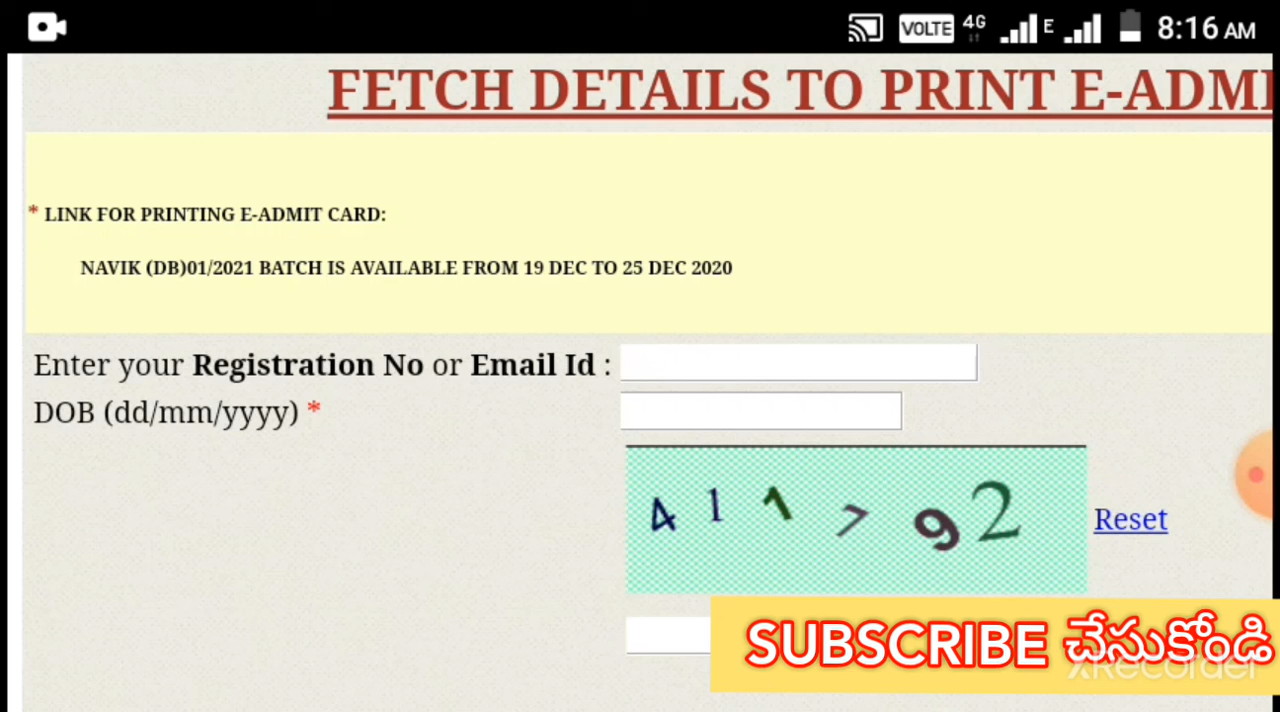 VOLTE 4G E 8:16 AM
FETCH DETAILS TO PRINT E-ADMI
* LINK FOR PRINTING E-ADMIT CARD:
NAVIK (DB)01/2021 BATCH IS AVAILABLE FROM 19 DEC TO 25 DEC 2020
Enter your Registration No or Email Id :
DOB (dd/mm/yyyy) *
4 1 1 7 9 2
Reset
SUBSCRIBE చేసుకోండి
XRecorder